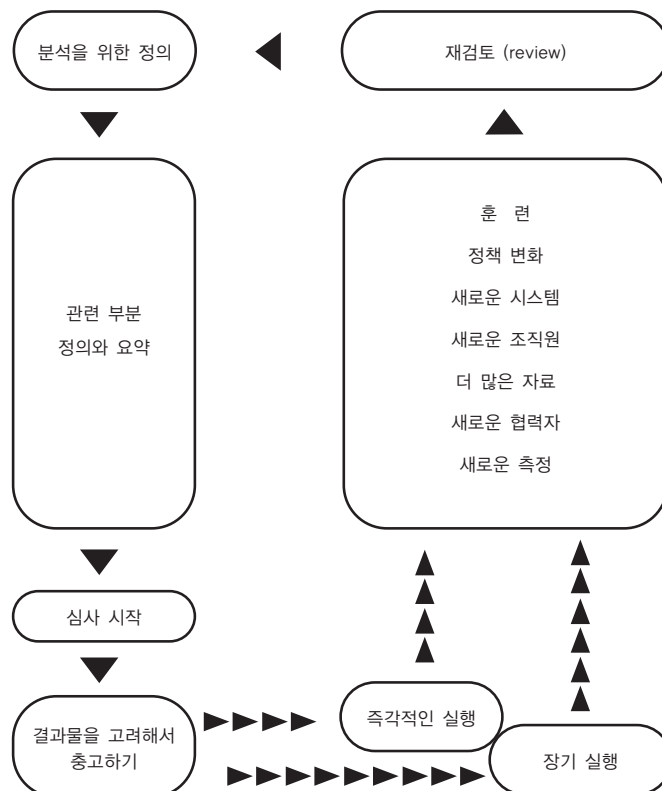 분석을 위한 정의
재검토 (review)
관련 부분
정의와 요약
훈 련
정책 변화
새로운 시스템
새로운 조직원
더 많은 자료
새로운 협력자
새로운 측정
심사 시작
결과물을 고려해서
충고하기
즉각적인 실행
장기 실행